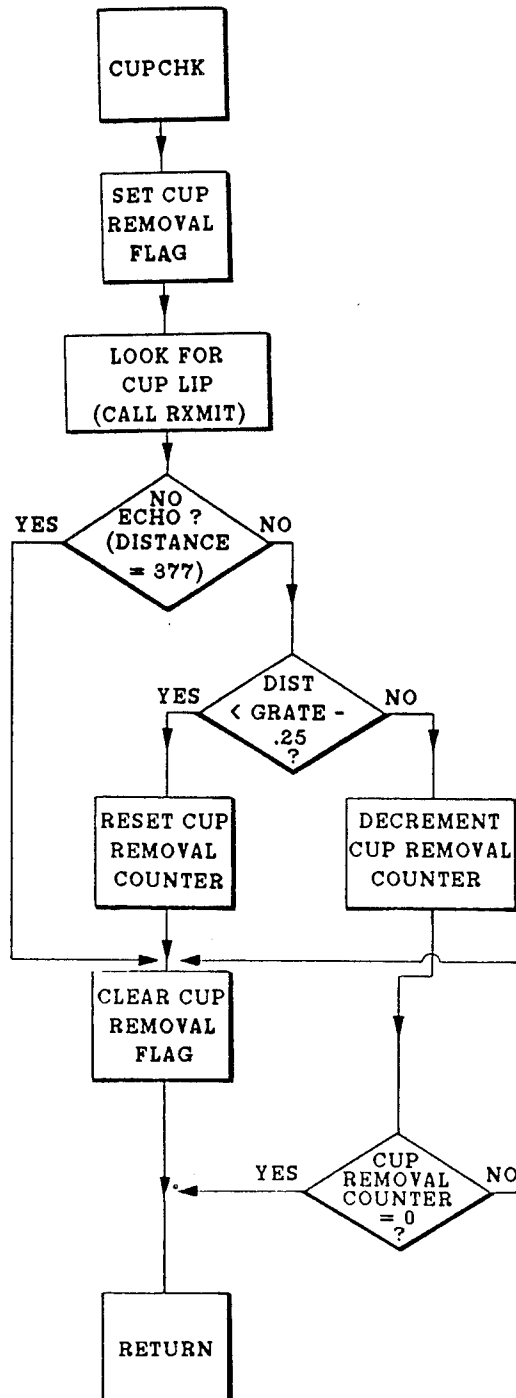 CUPCHK
SET CUP
REMOVAL
FLAG
LOOK FOR
CUP LIP
(CALL RXMIT)
NO
ECHO ?
(DISTANCE
= 377)
YES
NO
DIST
< GRATE -
.25
?
YES
NO
RESET CUP
REMOVAL
COUNTER
DECREMENT
CUP REMOVAL
COUNTER
CLEAR CUP
REMOVAL
FLAG
CUP
REMOVAL
COUNTER
= 0
?
YES
NO
RETURN